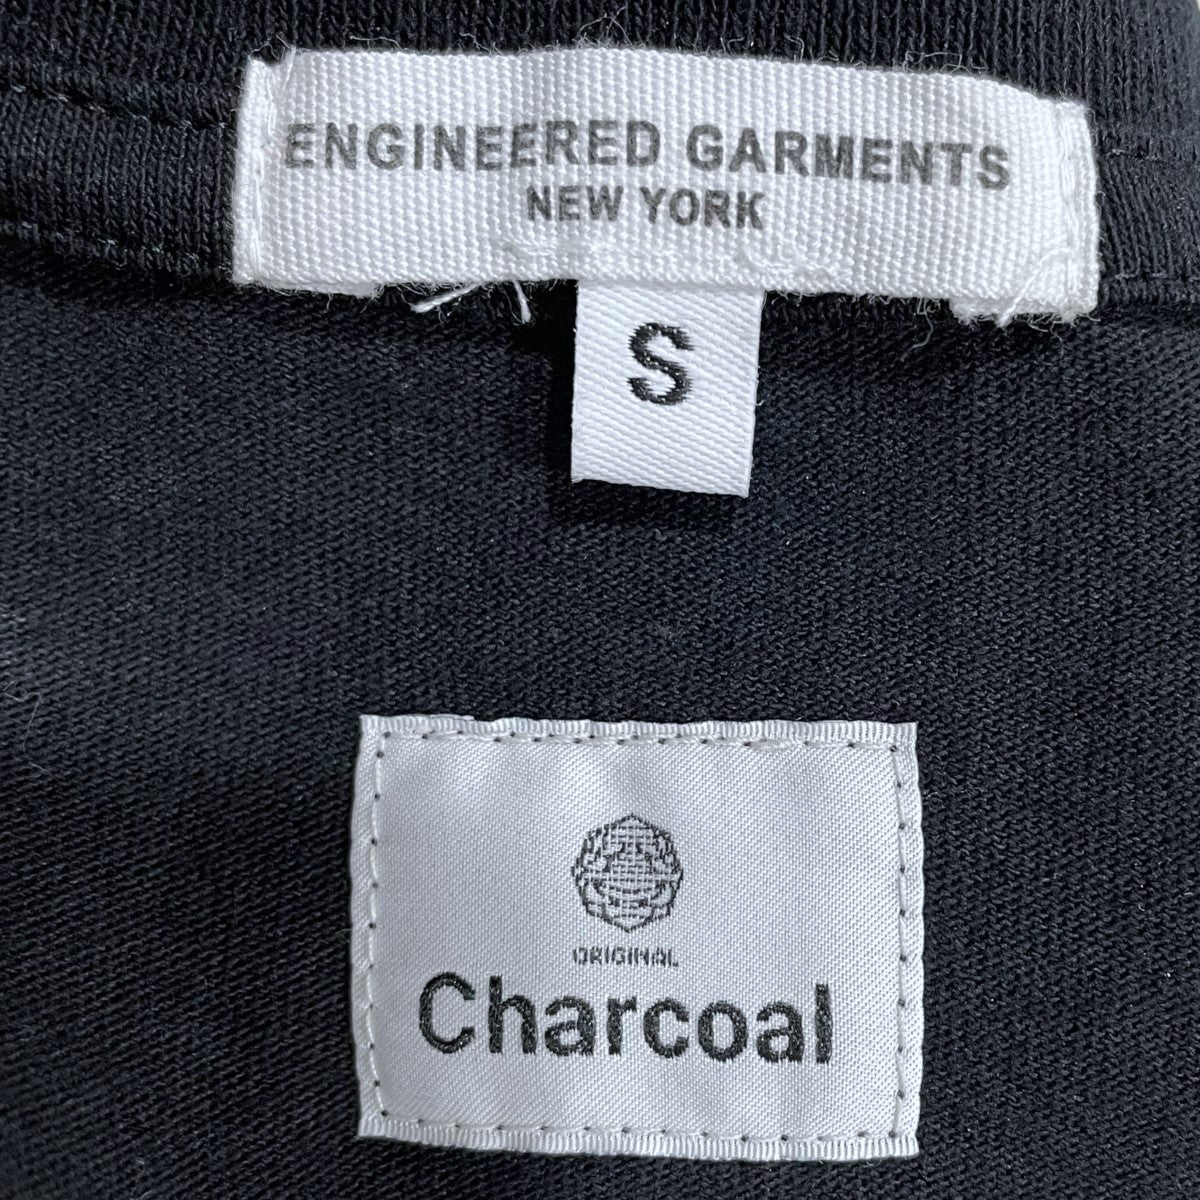 ENGINEERED GARMENTS
NEW YORK
S
ORIGINAL
Charcoal